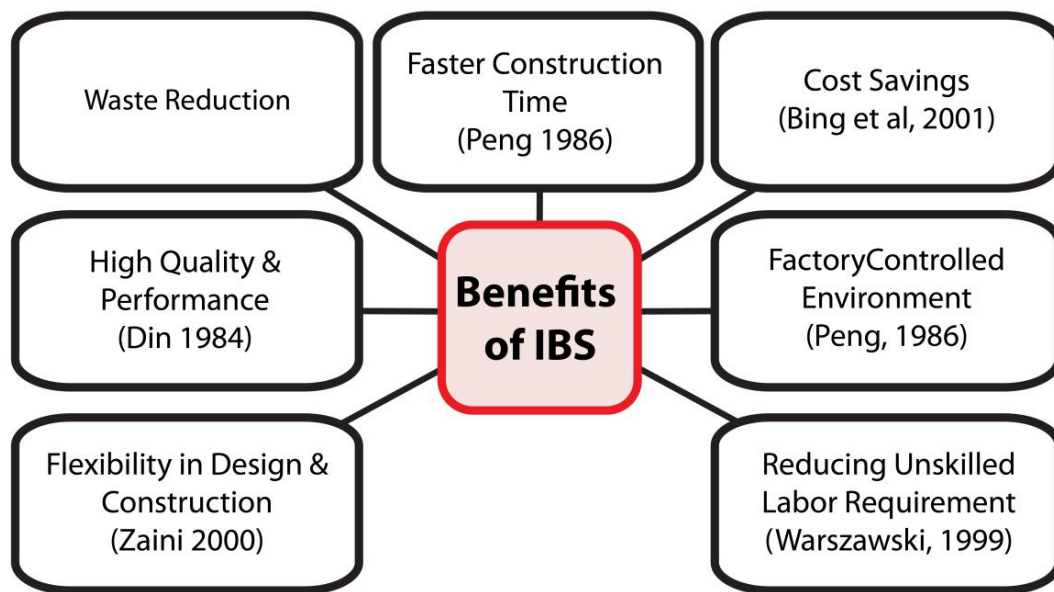 Waste Reduction
Faster Construction
Time
(Peng 1986)
Cost Savings
(Bing et al, 2001)
High Quality &
Performance
(Din 1984)
Benefits
of IBS
FactoryControlled
Environment
(Peng, 1986)
Flexibility in Design &
Construction
(Zaini 2000)
Reducing Unskilled
Labor Requirement
(Warszawski, 1999)